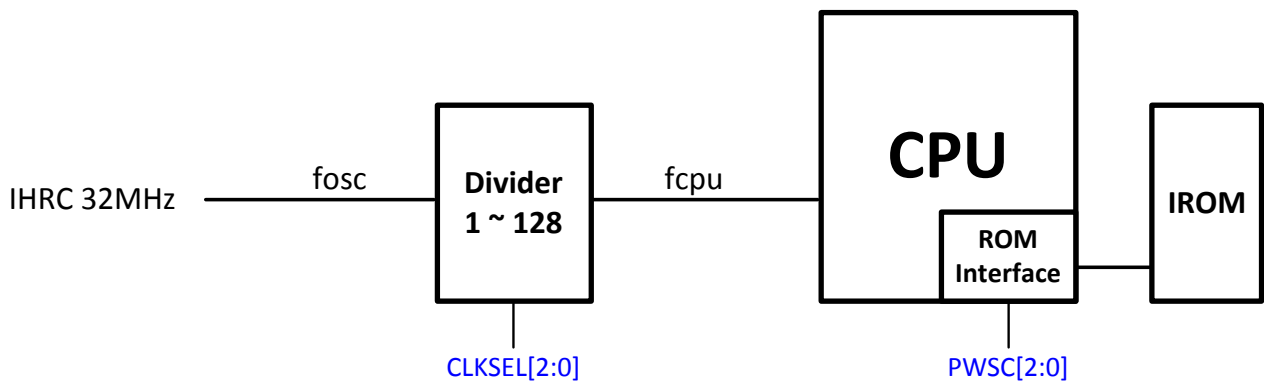 IHRC 32MHz
fosc
Divider
1 ~ 128
CLKSEL[2:0]
fcpu
CPU
ROM
Interface
PWSC[2:0]
IROM